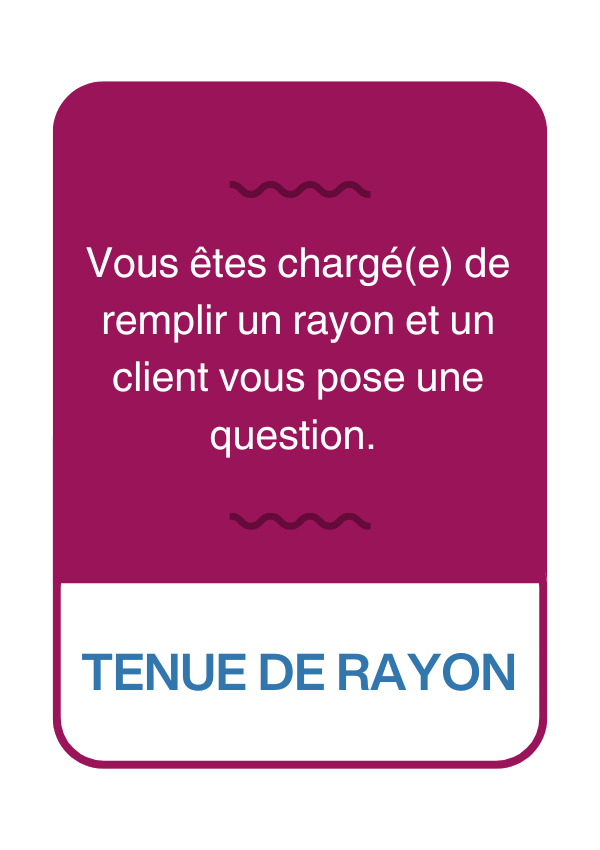 Vous êtes chargé(e) de
remplir un rayon et un
client vous pose une
question.
TENUE DE RAYON